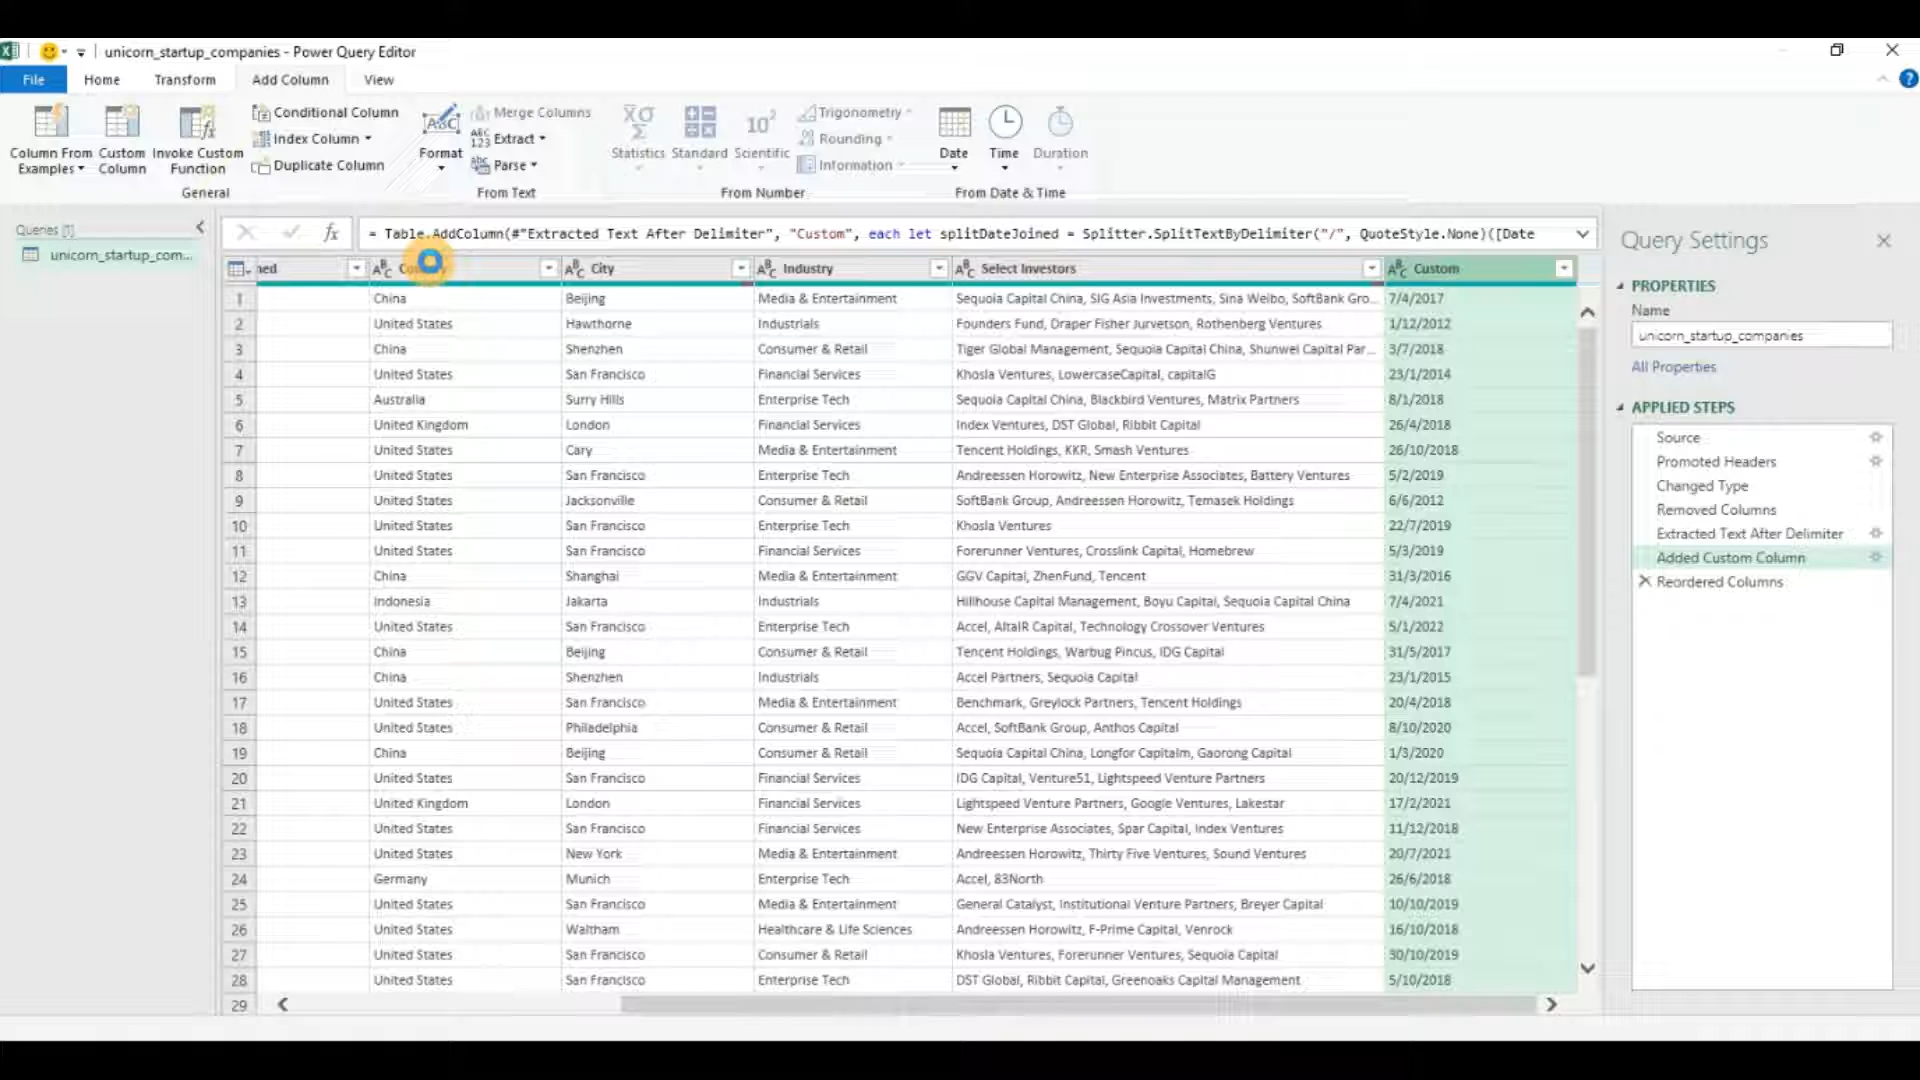 unicorn_startup_companies - Power Query Editor
File Home Transform Add Column View
Column From Examples
Custom Column
Invoke Custom Function
Conditional Column
Index Column
Duplicate Column
General
Format
Merge Columns
Extract
Parse
From Text
Statistics
Standard
Scientific
Trigonometry
Rounding
Information
From Number
Date
Time
Duration
From Date & Time
Queries [1]
unicorn_startup_com...
= Table.AddColumn(#"Extracted Text After Delimiter", "Custom", each let splitDateJoined = Splitter.SplitTextByDelimiter("/", QuoteStyle.None)([Date
ned City Industry Select Investors Custom
1 China Beijing Media & Entertainment Sequoia Capital China, SIG Asia Investments, Sina Weibo, SoftBank Gro... 7/4/2017
2 United States Hawthorne Industrials Founders Fund, Draper Fisher Jurvetson, Rothenberg Ventures 1/12/2012
3 China Shenzhen Consumer & Retail Tiger Global Management, Sequoia Capital China, Shunwei Capital Par... 3/7/2018
4 United States San Francisco Financial Services Khosla Ventures, LowercaseCapital, capitalG 23/1/2014
5 Australia Surry Hills Enterprise Tech Sequoia Capital China, Blackbird Ventures, Matrix Partners 8/1/2018
6 United Kingdom London Financial Services Index Ventures, DST Global, Ribbit Capital 26/4/2018
7 United States Cary Media & Entertainment Tencent Holdings, KKR, Smash Ventures 26/10/2018
8 United States San Francisco Enterprise Tech Andreessen Horowitz, New Enterprise Associates, Battery Ventures 5/2/2019
9 United States Jacksonville Consumer & Retail SoftBank Group, Andreessen Horowitz, Temasek Holdings 6/6/2012
10 United States San Francisco Enterprise Tech Khosla Ventures 22/7/2019
11 United States San Francisco Financial Services Forerunner Ventures, Crosslink Capital, Homebrew 5/3/2019
12 China Shanghai Media & Entertainment GGV Capital, ZhenFund, Tencent 31/3/2016
13 Indonesia Jakarta Industrials Hillhouse Capital Management, Boyu Capital, Sequoia Capital China 7/4/2021
14 United States San Francisco Enterprise Tech Accel, AltaIR Capital, Technology Crossover Ventures 5/1/2022
15 China Beijing Consumer & Retail Tencent Holdings, Warbug Pincus, IDG Capital 31/5/2017
16 China Shenzhen Industrials Accel Partners, Sequoia Capital 23/1/2015
17 United States San Francisco Media & Entertainment Benchmark, Greylock Partners, Tencent Holdings 20/4/2018
18 United States Philadelphia Consumer & Retail Accel, SoftBank Group, Anthos Capital 8/10/2020
19 China Beijing Consumer & Retail Sequoia Capital China, Longfor Capitalm, Gaorong Capital 1/3/2020
20 United States San Francisco Financial Services IDG Capital, Venture51, Lightspeed Venture Partners 20/12/2019
21 United Kingdom London Financial Services Lightspeed Venture Partners, Google Ventures, Lakestar 17/2/2021
22 United States San Francisco Financial Services New Enterprise Associates, Spar Capital, Index Ventures 11/12/2018
23 United States New York Media & Entertainment Andreessen Horowitz, Thirty Five Ventures, Sound Ventures 20/7/2021
24 Germany Munich Enterprise Tech Accel, 83North 26/6/2018
25 United States San Francisco Media & Entertainment General Catalyst, Institutional Venture Partners, Breyer Capital 10/10/2019
26 United States Waltham Healthcare & Life Sciences Andreessen Horowitz, F-Prime Capital, Venrock 16/10/2018
27 United States San Francisco Consumer & Retail Khosla Ventures, Forerunner Ventures, Sequoia Capital 30/10/2019
28 United States San Francisco Enterprise Tech DST Global, Ribbit Capital, Greenoaks Capital Management 5/10/2018
29
Query Settings
PROPERTIES
Name
unicorn_startup_companies
All Properties
APPLIED STEPS
Source
Promoted Headers
Changed Type
Removed Columns
Extracted Text After Delimiter
Added Custom Column
Reordered Columns